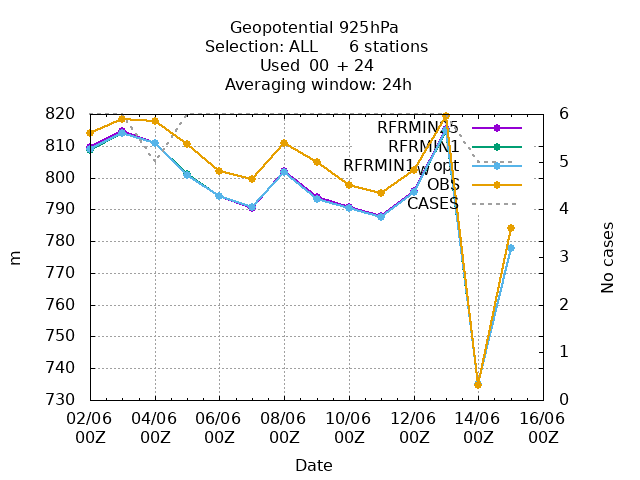 Geopotential 925hPa
Selection: ALL      6 stations
Used  00  + 24
Averaging window: 24h
820
810
800
790
780
770
760
750
740
730
m
6
5
4
3
2
1
0
No cases
RFRMIN15
RFRMIN1
RFRMIN1w opt
OBS
CASES
02/06 04/06 06/06 08/06 10/06 12/06 14/06 16/06
00Z 00Z 00Z 00Z 00Z 00Z 00Z 00Z
Date